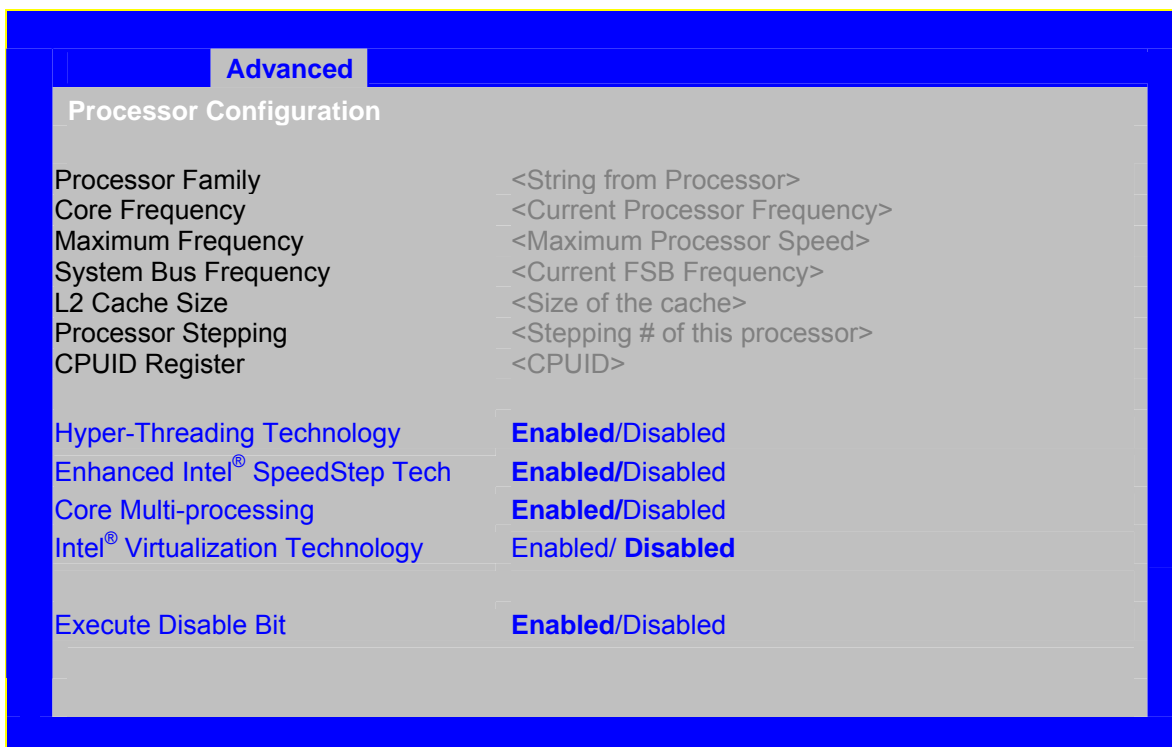 Advanced
Processor Configuration
Processor Family <String from Processor>
Core Frequency <Current Processor Frequency>
Maximum Frequency <Maximum Processor Speed>
System Bus Frequency <Current FSB Frequency>
L2 Cache Size <Size of the cache>
Processor Stepping <Stepping # of this processor>
CPUID Register <CPUID>
Hyper-Threading Technology Enabled/Disabled
Enhanced Intel® SpeedStep Tech Enabled/Disabled
Core Multi-processing Enabled/Disabled
Intel® Virtualization Technology Enabled/ Disabled
Execute Disable Bit Enabled/Disabled